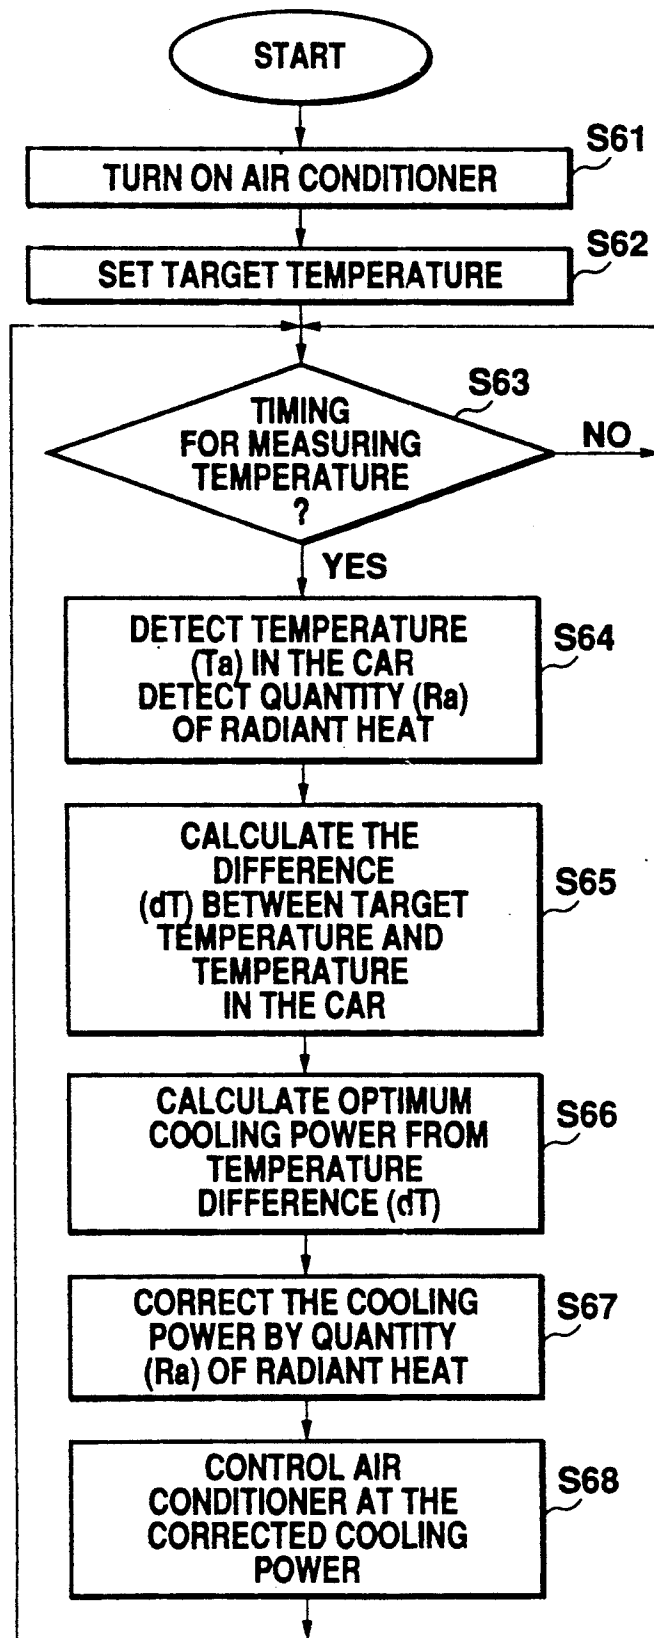 START
S61
TURN ON AIR CONDITIONER
S62
SET TARGET TEMPERATURE
S63
TIMING
FOR MEASURING
TEMPERATURE
?
NO
YES
S64
DETECT TEMPERATURE
(Ta) IN THE CAR
DETECT QUANTITY (Ra)
OF RADIANT HEAT
S65
CALCULATE THE
DIFFERENCE
(dT) BETWEEN TARGET
TEMPERATURE AND
TEMPERATURE
IN THE CAR
S66
CALCULATE OPTIMUM
COOLING POWER FROM
TEMPERATURE
DIFFERENCE (dT)
S67
CORRECT THE COOLING
POWER BY QUANTITY
(Ra) OF RADIANT HEAT
S68
CONTROL AIR
CONDITIONER AT THE
CORRECTED COOLING
POWER